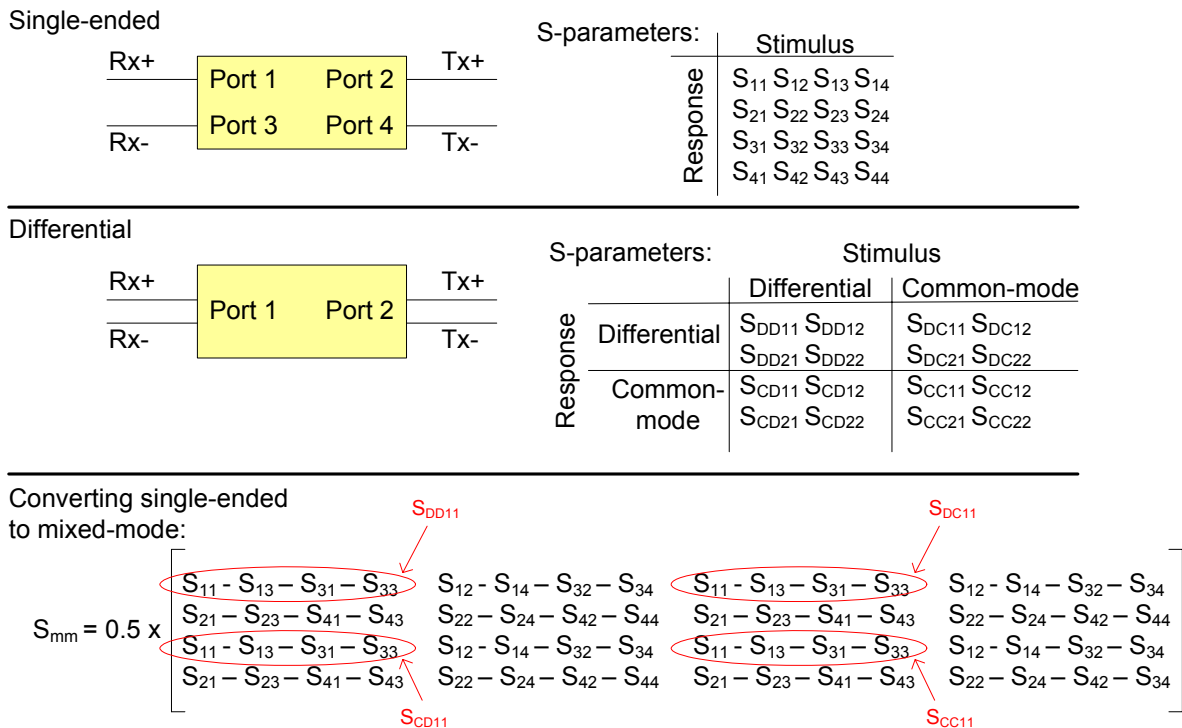 Single-ended
S-parameters:
Stimulus
Rx+ Port 1 Port 2 Tx+
Rx- Port 3 Port 4 Tx-
Response
S11 S12 S13 S14
S21 S22 S23 S24
S31 S32 S33 S34
S41 S42 S43 S44
Differential
S-parameters:
Stimulus
Rx+ Tx+
Port 1 Port 2
Rx- Tx-
Differential Common-mode
Response
Differential
SDD11 SDD12 SDC11 SDC12
SDD21 SDD22 SDC21 SDC22
Common-
mode
SCD11 SCD12 SCC11 SCC12
SCD21 SCD22 SCC21 SCC22
Converting single-ended
to mixed-mode:
SDD11 SDC11
Smm = 0.5 x
S11 - S13 – S31 – S33 S12 - S14 – S32 – S34 S11 - S13 – S31 – S33 S12 - S14 – S32 – S34
S21 – S23 – S41 – S43 S22 – S24 – S42 – S44 S21 – S23 – S41 – S43 S22 – S24 – S42 – S44
S11 - S13 – S31 – S33 S12 - S14 – S32 – S34 S11 - S13 – S31 – S33 S12 - S14 – S32 – S34
S21 – S23 – S41 – S43 S22 – S24 – S42 – S44 S21 – S23 – S41 – S43 S22 – S24 – S42 – S34
SCD11 SCC11